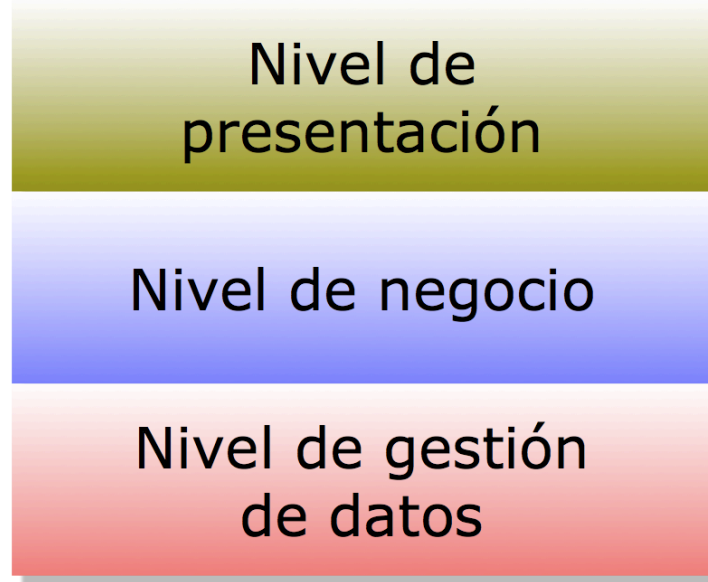 Nivel de
presentación
Nivel de negocio
Nivel de gestión
de datos